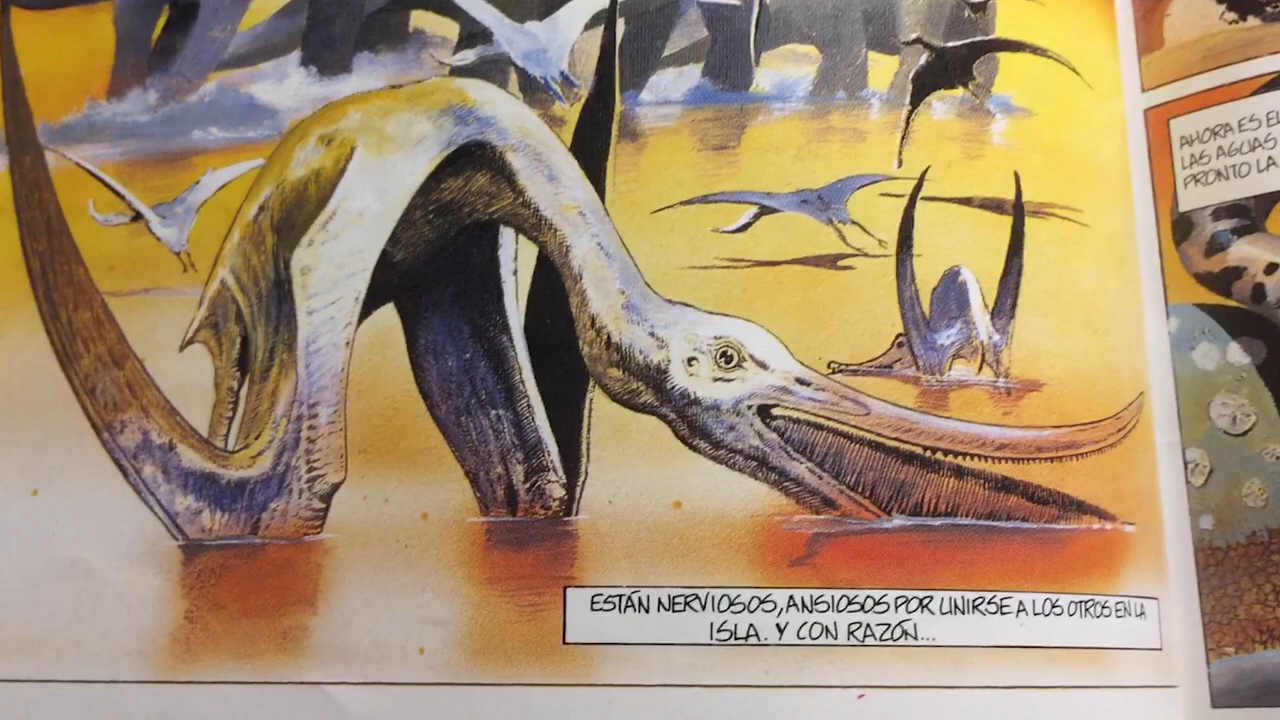 ESTÁN NERVIOSOS, ANSIOSOS POR UNIRSE A LOS OTROS EN LA
ISLA. Y CON RAZÓN...
AHORA ES EL
LAS AGUAS
PRONTO LA